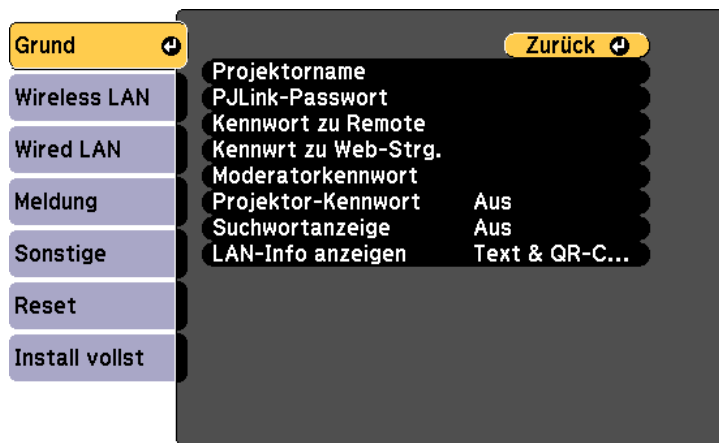 Grund
Wireless LAN
Wired LAN
Meldung
Sonstige
Reset
Install vollst
Zurück
Projektorname
PJLink-Passwort
Kennwort zu Remote
Kennwrt zu Web-Strg.
Moderatorkennwort
Projektor-Kennwort Aus
Suchwortanzeige Aus
LAN-Info anzeigen Text & QR-C...